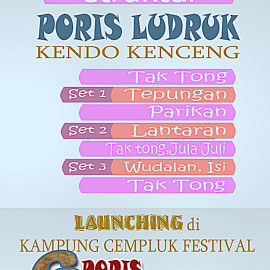 PORIS LUDRUK
KENDO KENCENG
Tak Tong
Set 1 Tepungan
Parikan
Set 2 Lantaran
Tak tong,Jula Juli
Set 3 Wudalan, Isi
Tak Tong
LAUNCHING di
KAMPUNG CEMPLUK FESTIVAL
PORIS